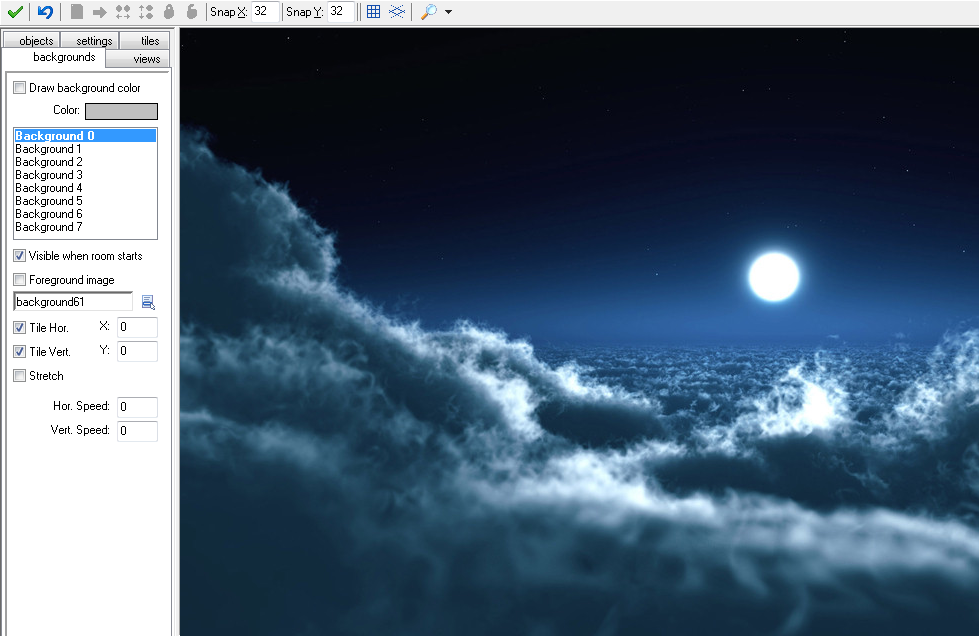 Snap X: 32 Snap Y: 32
objects settings tiles
backgrounds views
Draw background color
Color:
Background 0
Background 1
Background 2
Background 3
Background 4
Background 5
Background 6
Background 7
Visible when room starts
Foreground image
background61
Tile Hor. X: 0
Tile Vert. Y: 0
Stretch
Hor. Speed: 0
Vert. Speed: 0